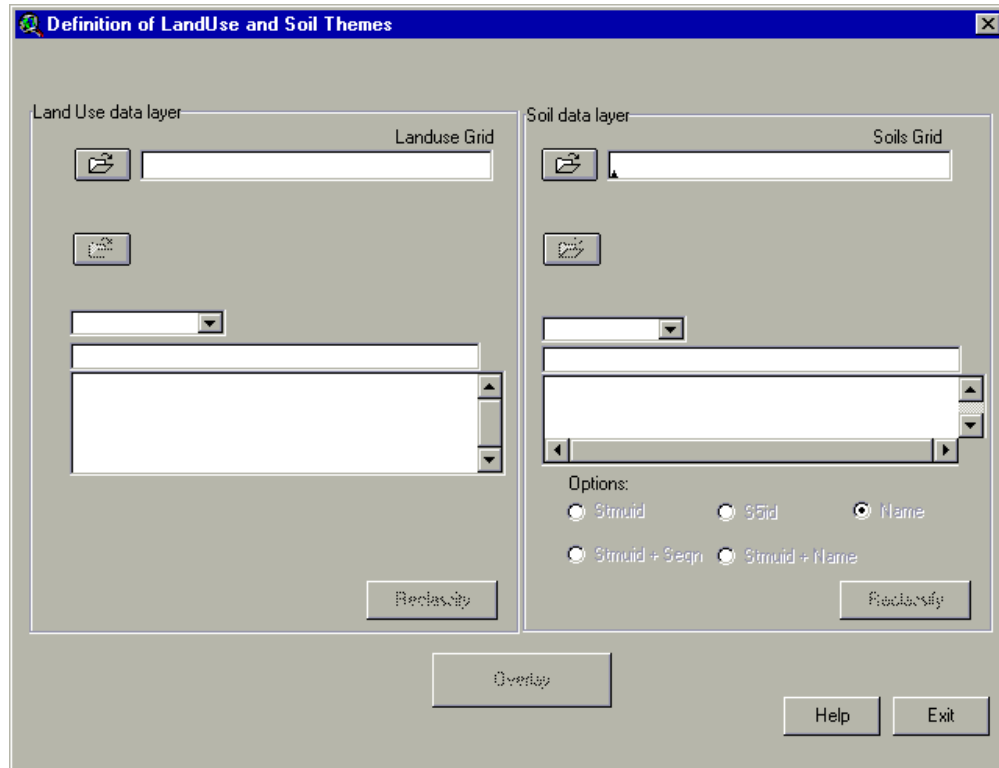 Definition of LandUse and Soil Themes
Land Use data layer
Landuse Grid
Soil data layer
Soils Grid
Options:
Stmuid
S5id
Name
Stmuid + Seqn
Stmuid + Name
Reclassify
Reclassify
Overlay
Help
Exit